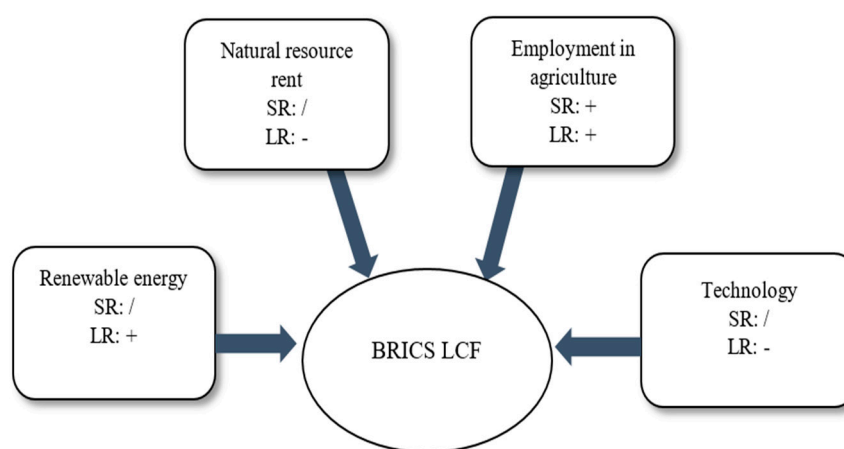 Natural resource
rent
SR: /
LR: -
Employment in
agriculture
SR: +
LR: +
Renewable energy
SR: /
LR: +
BRICS LCF
Technology
SR: /
LR: -